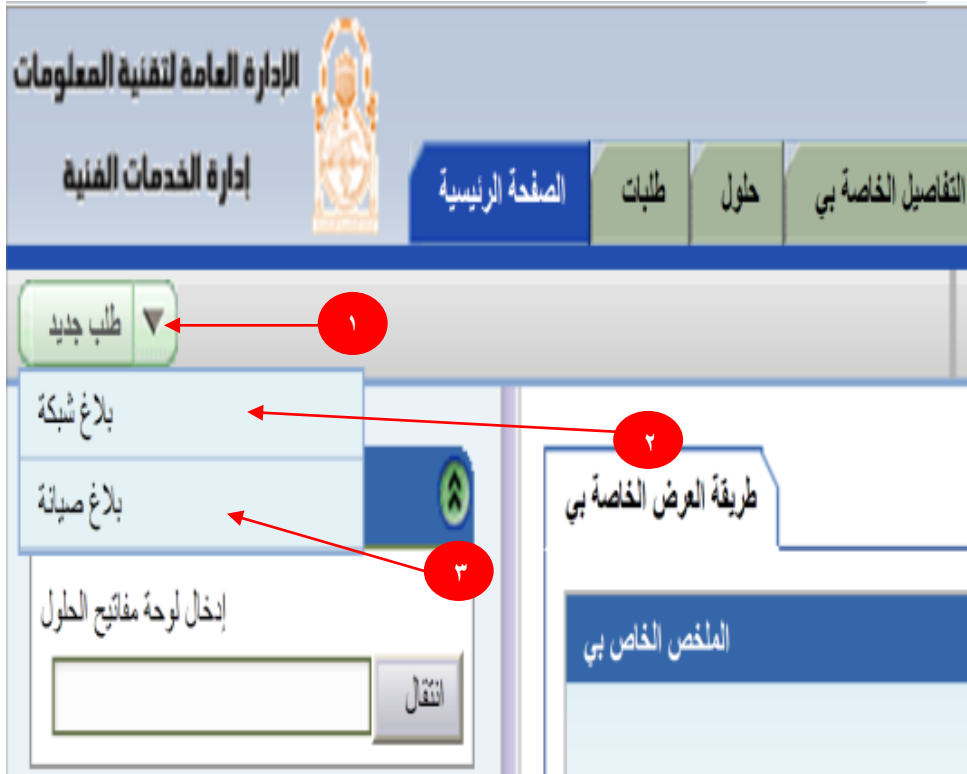 الإدارة العامة لتقنية المعلومات
إدارة الخدمات الفنية
الصفحة الرئيسية
طلبات
حلول
التفاصيل الخاصة بي
طلب جديد
١
بلاغ شبكة
٢
بلاغ صيانة
٣
طريقة العرض الخاصة بي
إدخال لوحة مفاتيح الحلول
انتقال
الملخص الخاص بي